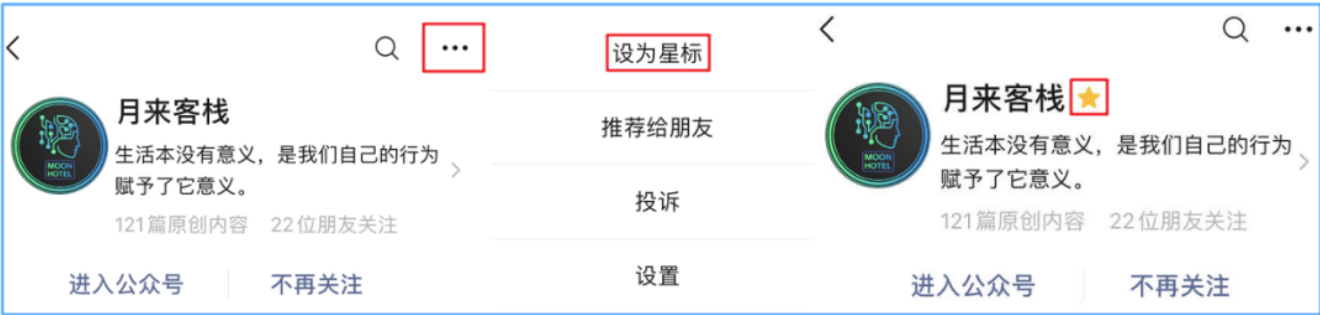 月来客栈
MOON
HOTEL
生活本没有意义，是我们自己的行为
赋予了它意义。
121篇原创内容 22位朋友关注
进入公众号 不再关注
设为星标
推荐给朋友
投诉
设置
月来客栈
MOON
HOTEL
生活本没有意义，是我们自己的行为
赋予了它意义。
121篇原创内容 22位朋友关注
进入公众号 不再关注